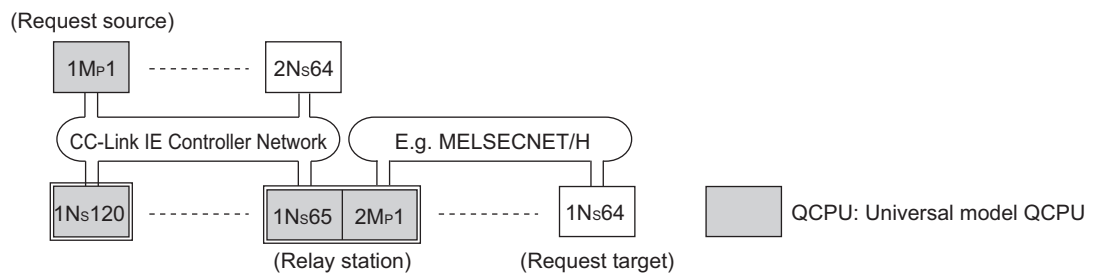 (Request source)
1MP1
2NS64
CC-Link IE Controller Network
E.g. MELSECNET/H
1NS120
1NS65
2MP1
1NS64
QCPU: Universal model QCPU
(Relay station)
(Request target)